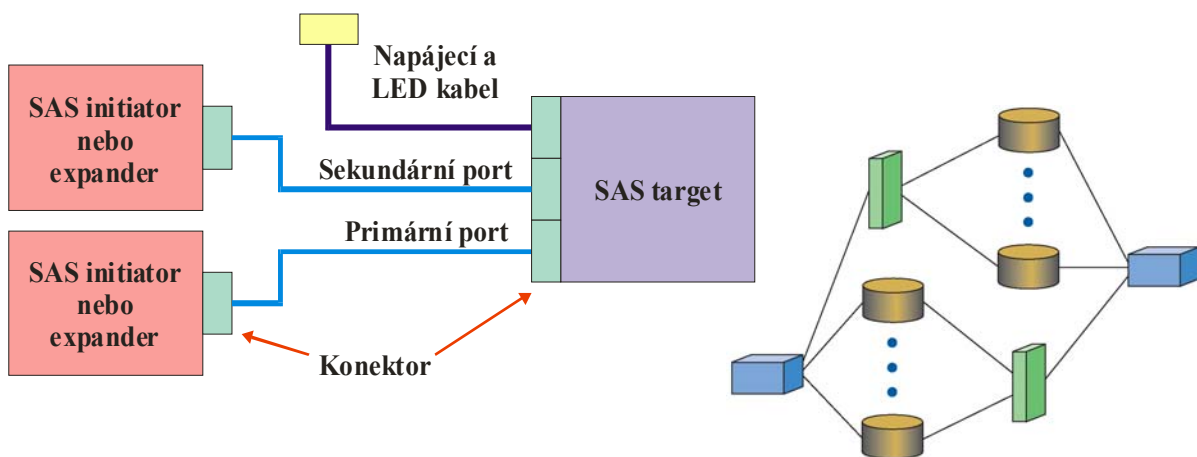 Napájecí a
LED kabel
SAS initiator
nebo
expander
Sekundární port
SAS target
Primární port
SAS initiator
nebo
expander
Konektor